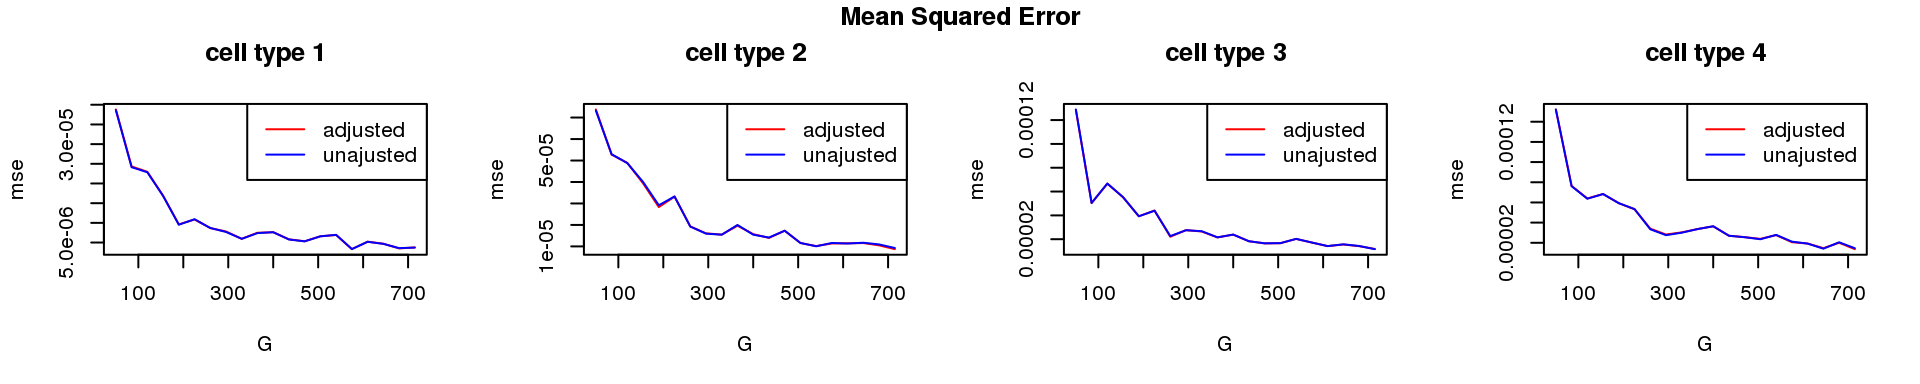 Mean Squared Error
cell type 1
mse
3.0e-05
5.0e-06
adjusted
unajusted
100 300 500 700
G
cell type 2
mse
5e-05
1e-05
adjusted
unajusted
100 300 500 700
G
cell type 3
mse
0.00012
0.00002
adjusted
unajusted
100 300 500 700
G
cell type 4
mse
0.00012
0.00002
adjusted
unajusted
100 300 500 700
G